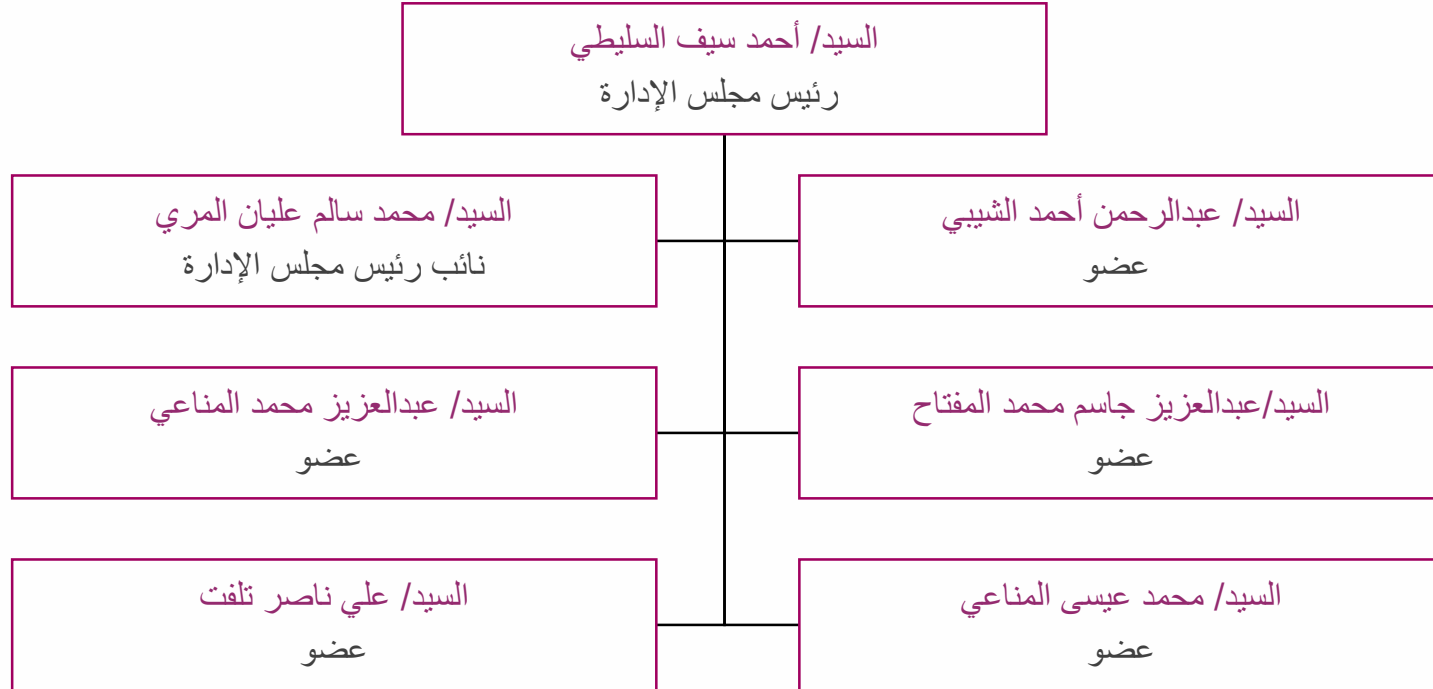 السيد/ أحمد سيف السليطي
رئيس مجلس الإدارة
السيد/ عبدالرحمن أحمد الشيبي
عضو
السيد/ محمد سالم عليان المري
نائب رئيس مجلس الإدارة
السيد/عبدالعزيز جاسم محمد المفتاح
عضو
السيد/ عبدالعزيز محمد المناعي
عضو
السيد/ محمد عيسى المناعي
عضو
السيد/ علي ناصر تلفت
عضو